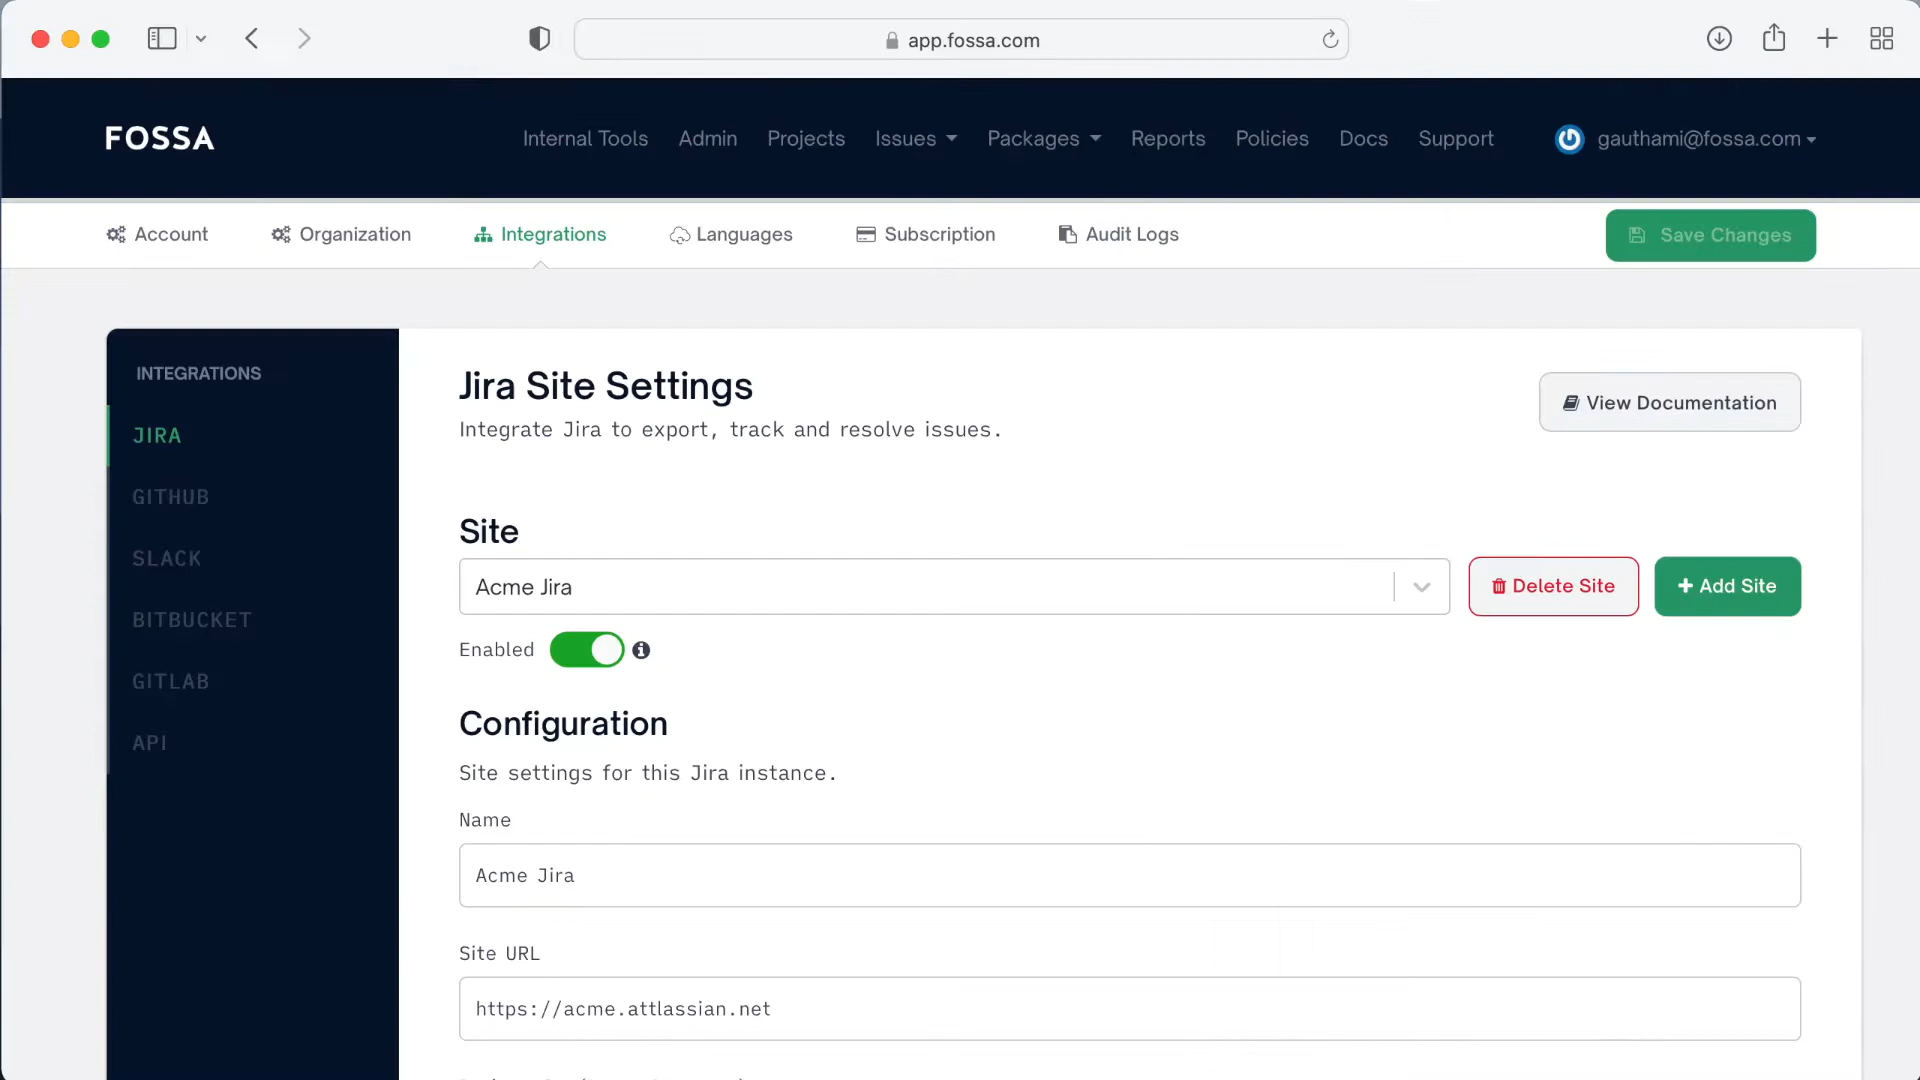 app.fossa.com
FOSSA
Internal Tools Admin Projects Issues Packages Reports Policies Docs Support gauthami@fossa.com
Account Organization Integrations Languages Subscription Audit Logs Save Changes
INTEGRATIONS
JIRA
GITHUB
SLACK
BITBUCKET
GITLAB
API
Jira Site Settings
View Documentation
Integrate Jira to export, track and resolve issues.
Site
Acme Jira
Delete Site
+ Add Site
Enabled
Configuration
Site settings for this Jira instance.
Name
Acme Jira
Site URL
https://acme.attlassian.net